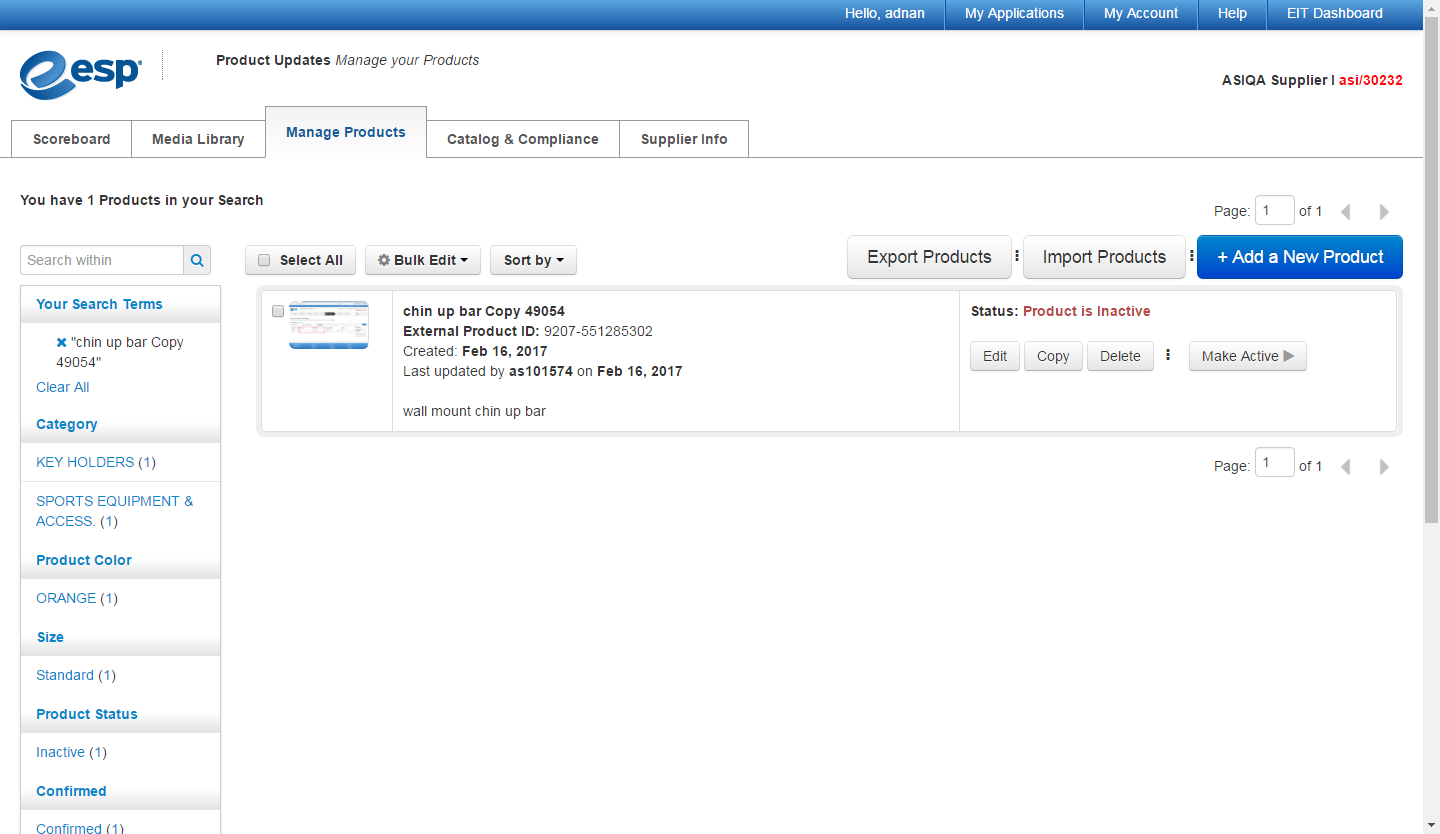 Hello, adnan
My Applications
My Account
Help
EIT Dashboard
esp
Product Updates Manage your Products
ASIQA Supplier | asi/30232
Scoreboard
Media Library
Manage Products
Catalog & Compliance
Supplier Info
You have 1 Products in your Search
Page: 1 of 1
Search within
Select All
Bulk Edit
Sort by
Export Products
Import Products
+ Add a New Product
Your Search Terms
"chin up bar Copy
49054"
Clear All
Category
KEY HOLDERS (1)
SPORTS EQUIPMENT &
ACCESS. (1)
Product Color
ORANGE (1)
Size
Standard (1)
Product Status
Inactive (1)
Confirmed
Confirmed (1)
chin up bar Copy 49054
External Product ID: 9207-551285302
Created: Feb 16, 2017
Last updated by as101574 on Feb 16, 2017
wall mount chin up bar
Status: Product is Inactive
Edit
Copy
Delete
Make Active
Page: 1 of 1